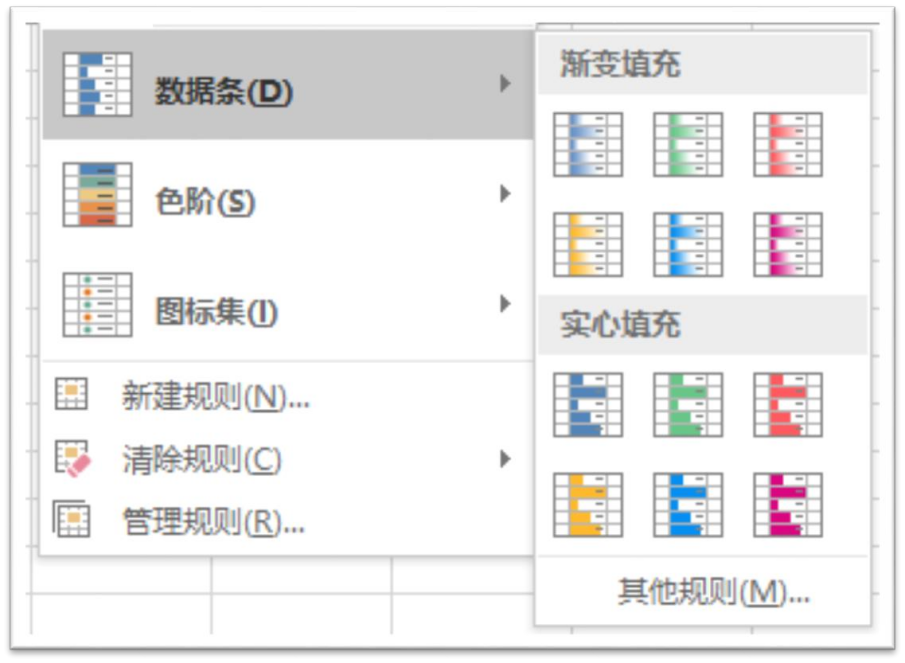 数据条(D)
色阶(S)
图标集(I)
新建规则(N)...
清除规则(C)
管理规则(R)...
渐变填充
实心填充
其他规则(M)...